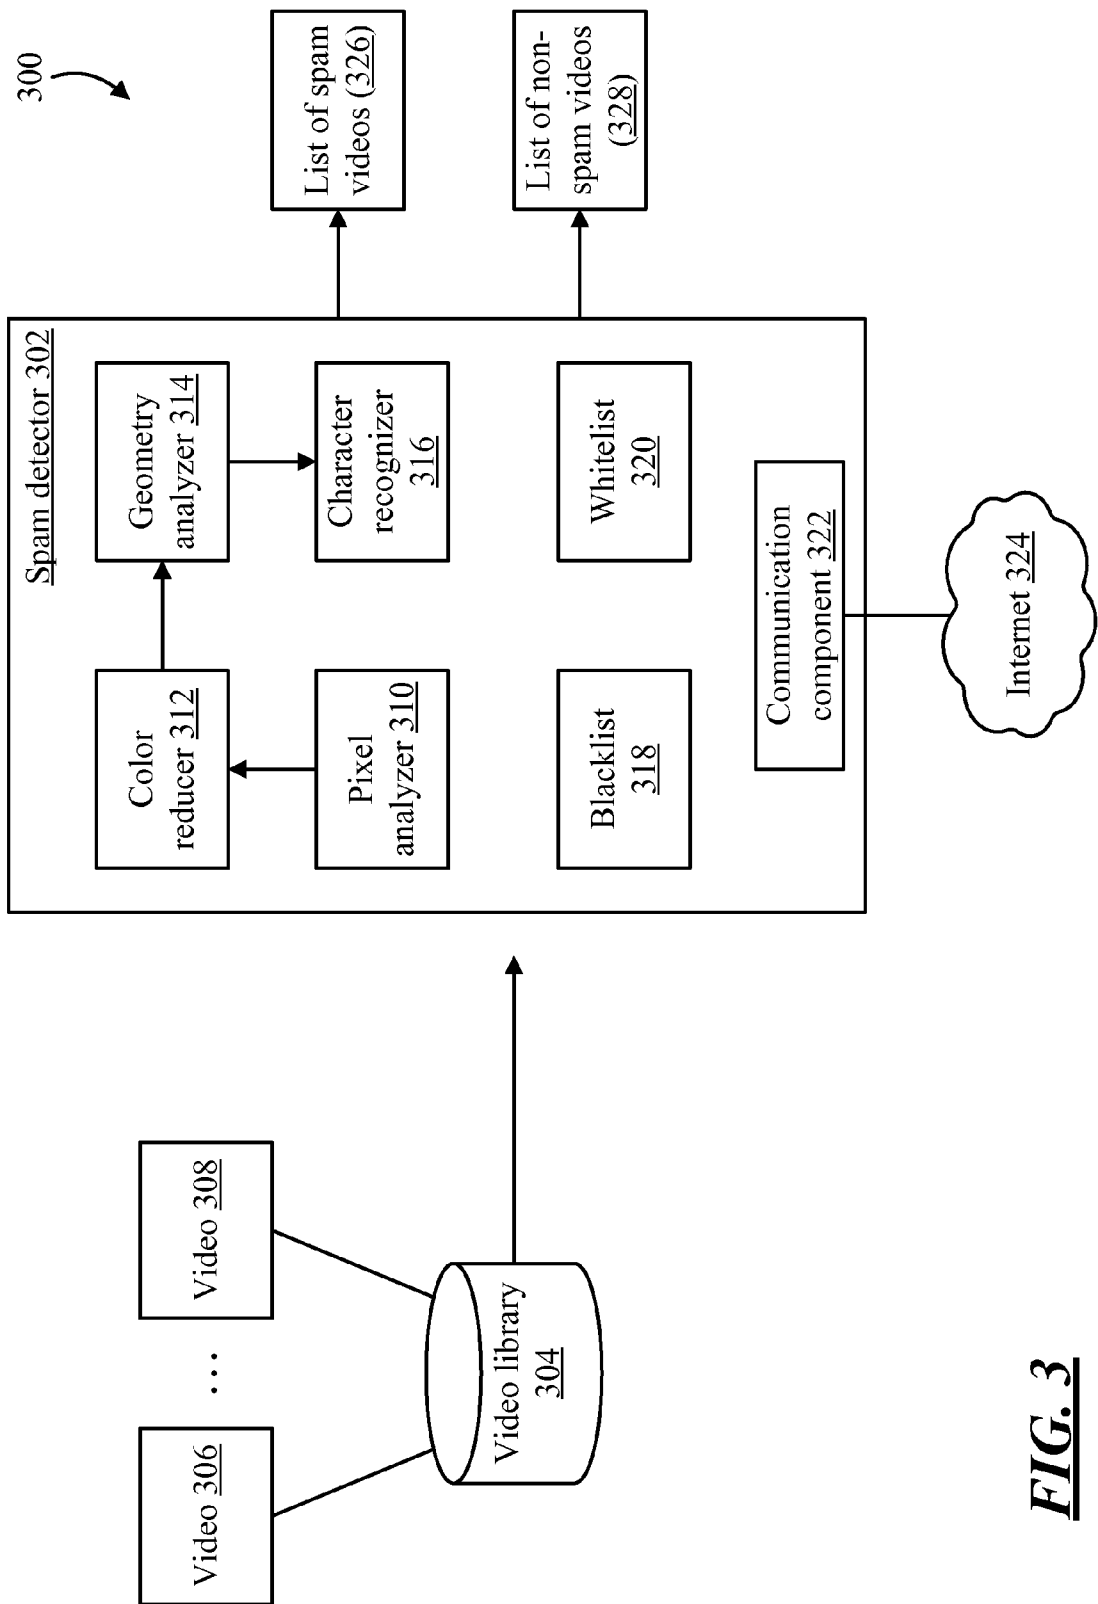 300
Video 306
...
Video 308
Video library
304
Spam detector 302
Color
reducer 312
Geometry
analyzer 314
Pixel
analyzer 310
Character
recognizer
316
Blacklist
318
Whitelist
320
Communication
component 322
Internet 324
List of spam
videos (326)
List of non-
spam videos
(328)
FIG. 3